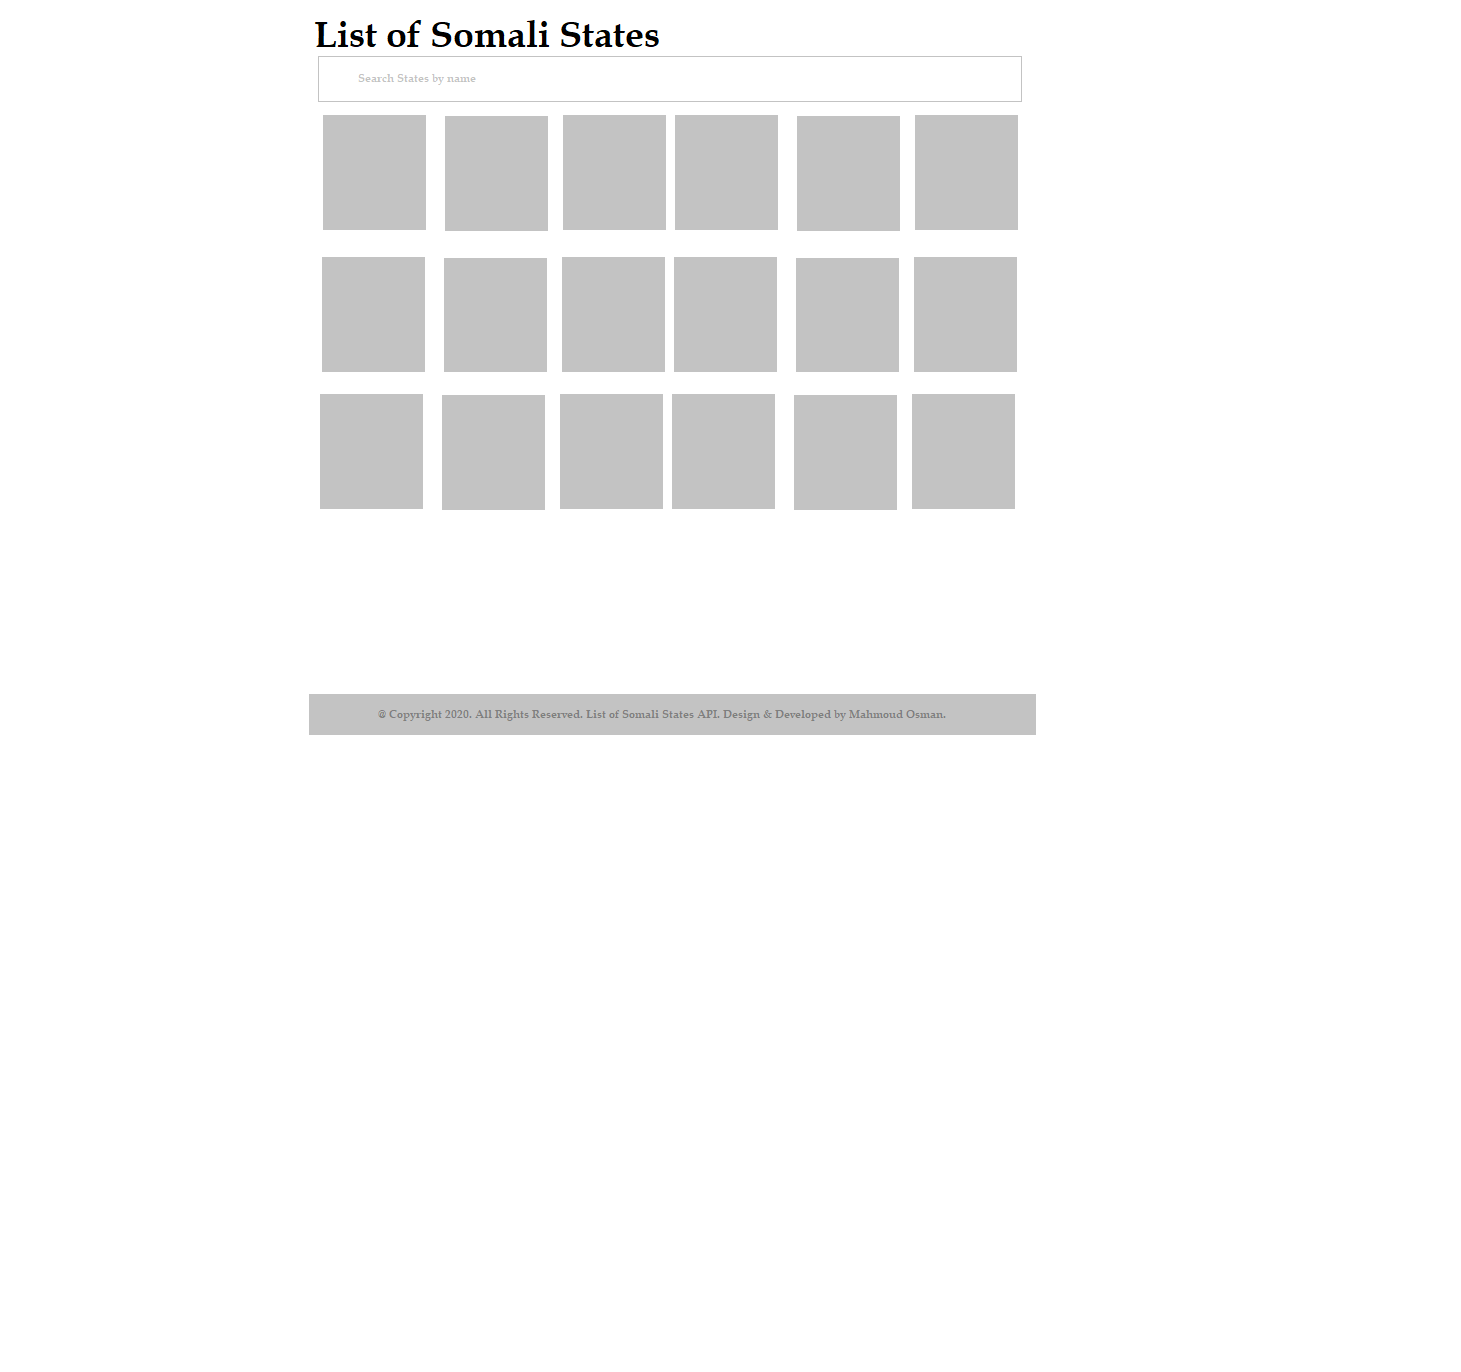 List of Somali States
Search States by name
@ Copyright 2020. All Rights Reserved. List of Somali States API. Design & Developed by Mahmoud Osman.